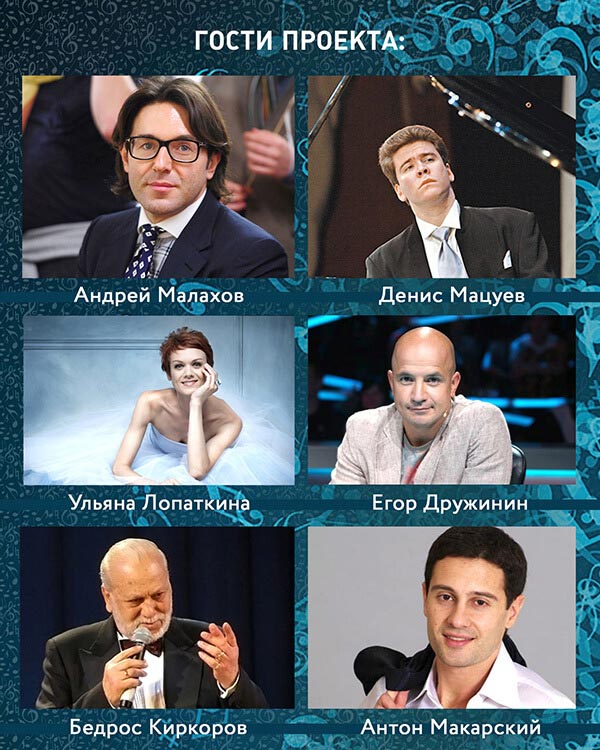 ГОСТИ ПРОЕКТА:
Андрей Малахов
Денис Мацуев
Ульяна Лопаткина
Егор Дружинин
Бедрос Киркоров
Антон Макарский